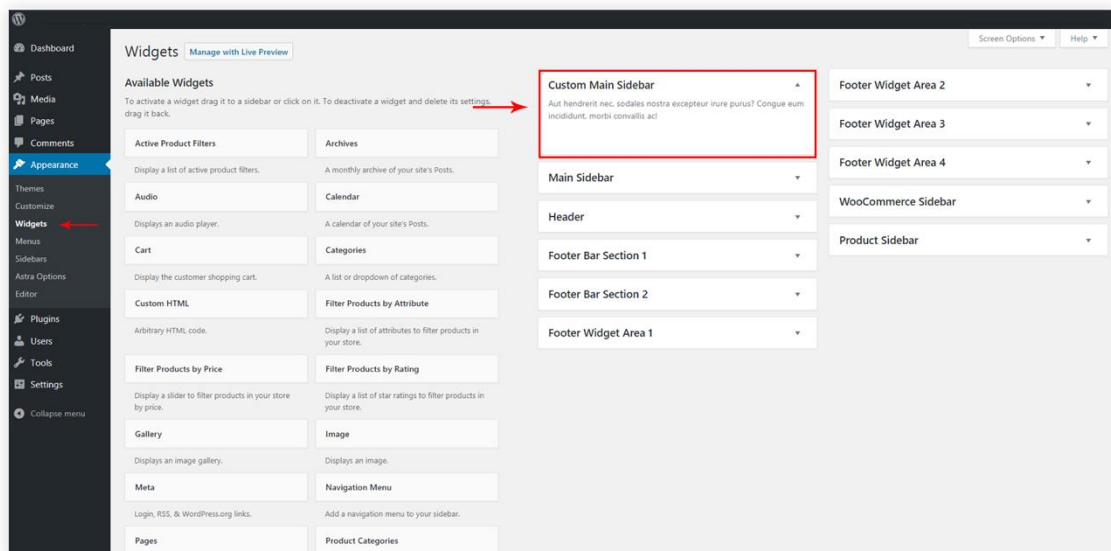 Screen Options
Help
Dashboard
Posts
Media
Pages
Comments
Appearance
Themes
Customize
Widgets
Menus
Sidebars
Astra Options
Editor
Plugins
Users
Tools
Settings
Collapse menu
Widgets
Manage with Live Preview
Available Widgets
To activate a widget drag it to a sidebar or click on it. To deactivate a widget and delete its settings,
drag it back.
Active Product Filters
Display a list of active product filters.
Archives
A monthly archive of your site's Posts.
Audio
Displays an audio player.
Calendar
A calendar of your site's Posts.
Cart
Display the customer shopping cart.
Categories
A list or dropdown of categories.
Custom HTML
Arbitrary HTML code.
Filter Products by Attribute
Display a list of attributes to filter products in
your store.
Filter Products by Price
Display a slider to filter products in your store
by price.
Filter Products by Rating
Display a list of star ratings to filter products in
your store.
Gallery
Displays an image gallery.
Image
Displays an image.
Meta
Login, RSS, & WordPress.org links.
Navigation Menu
Add a navigation menu to your sidebar.
Pages
Product Categories
Custom Main Sidebar
Aut hendrerit nec, sodales nostra excepteur irure purus? Congue eum
incididunt, morbi convallis ac!
Main Sidebar
Header
Footer Bar Section 1
Footer Bar Section 2
Footer Widget Area 1
Footer Widget Area 2
Footer Widget Area 3
Footer Widget Area 4
WooCommerce Sidebar
Product Sidebar